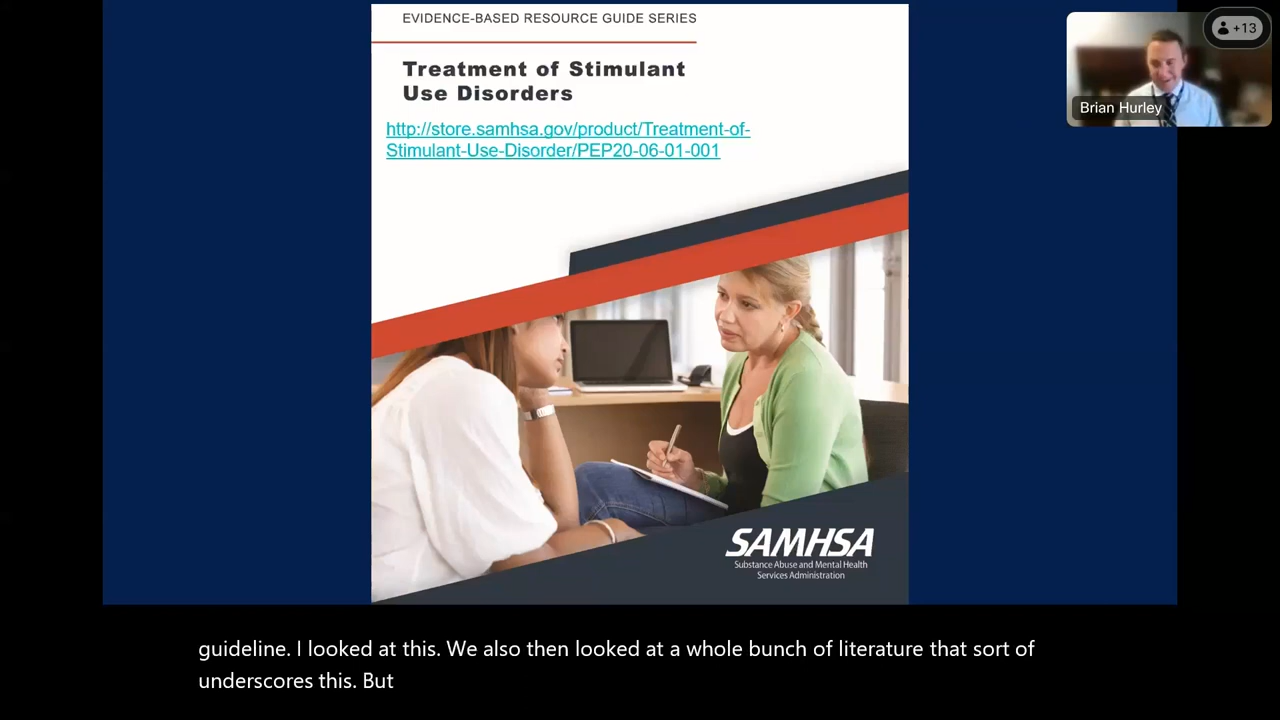 EVIDENCE-BASED RESOURCE GUIDE SERIES
Treatment of Stimulant
Use Disorders
http://store.samhsa.gov/product/Treatment-of-
Stimulant-Use-Disorder/PEP20-06-01-001
+13
Brian Hurley
SAMHSA
Substance Abuse and Mental Health
Services Administration
guideline. I looked at this. We also then looked at a whole bunch of literature that sort of
underscores this. But